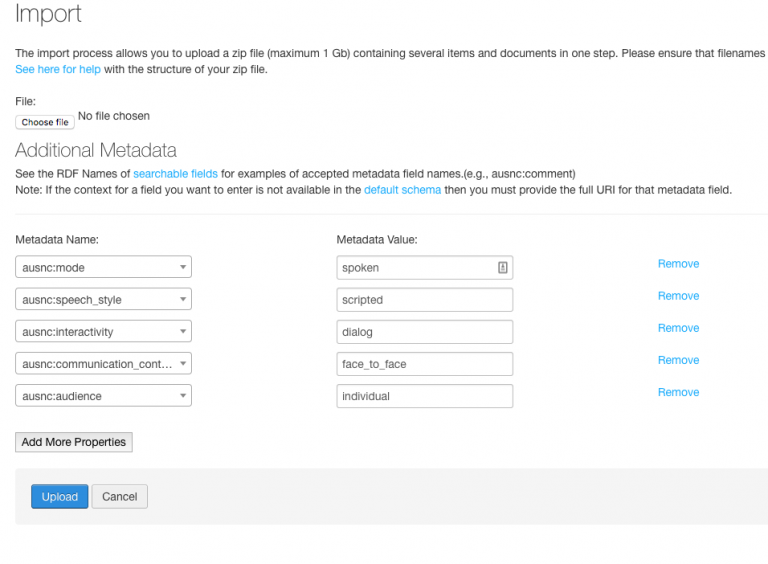 Import
The import process allows you to upload a zip file (maximum 1 Gb) containing several items and documents in one step. Please ensure that filenames
See here for help with the structure of your zip file.
File:
Choose file No file chosen
Additional Metadata
See the RDF Names of searchable fields for examples of accepted metadata field names.(e.g., ausnc:comment)
Note: If the context for a field you want to enter is not available in the default schema then you must provide the full URI for that metadata field.
Metadata Name: Metadata Value:
ausnc:mode spoken Remove
ausnc:speech_style scripted Remove
ausnc:interactivity dialog Remove
ausnc:communication_cont... face_to_face Remove
ausnc:audience individual Remove
Add More Properties
Upload Cancel